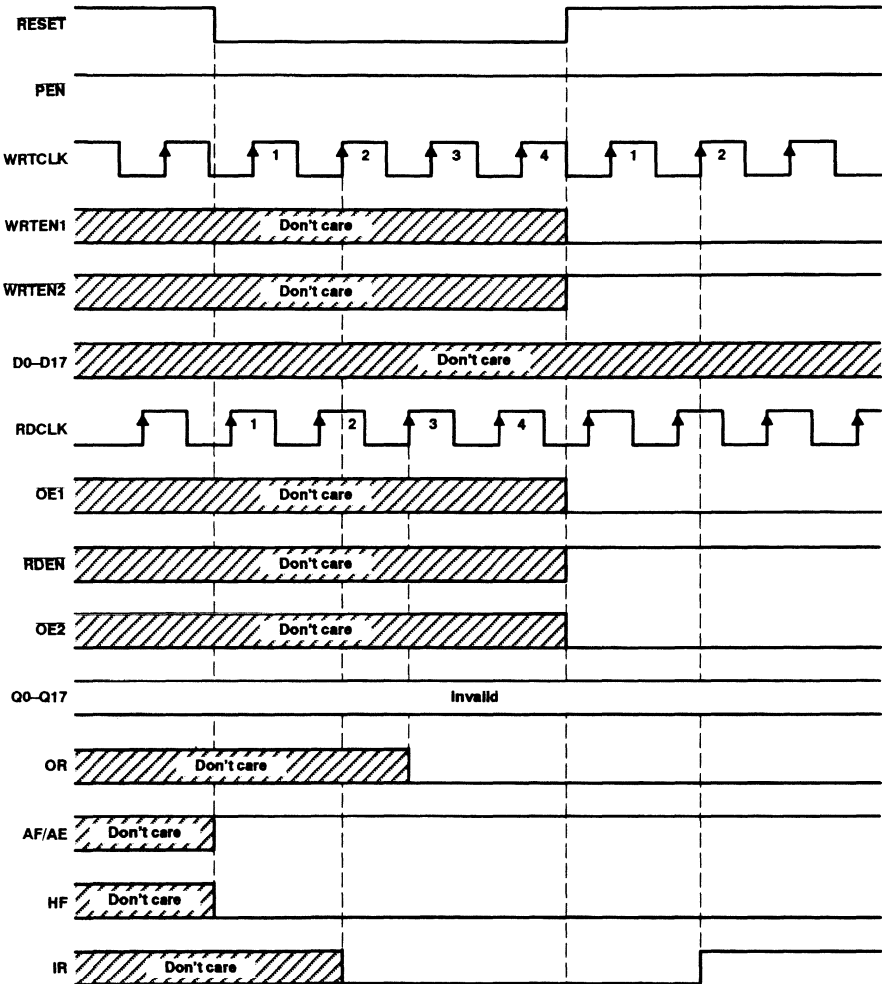 RESET
PEN
WRTCLK 1 2 3 4 1 2
WRTEN1 Don't care
WRTEN2 Don't care
D0–D17 Don't care
RDCLK 1 2 3 4
OE1 Don't care
RDEN Don't care
OE2 Don't care
Q0–Q17 Invalid
OR Don't care
AF/AE Don't care
HF Don't care
IR Don't care